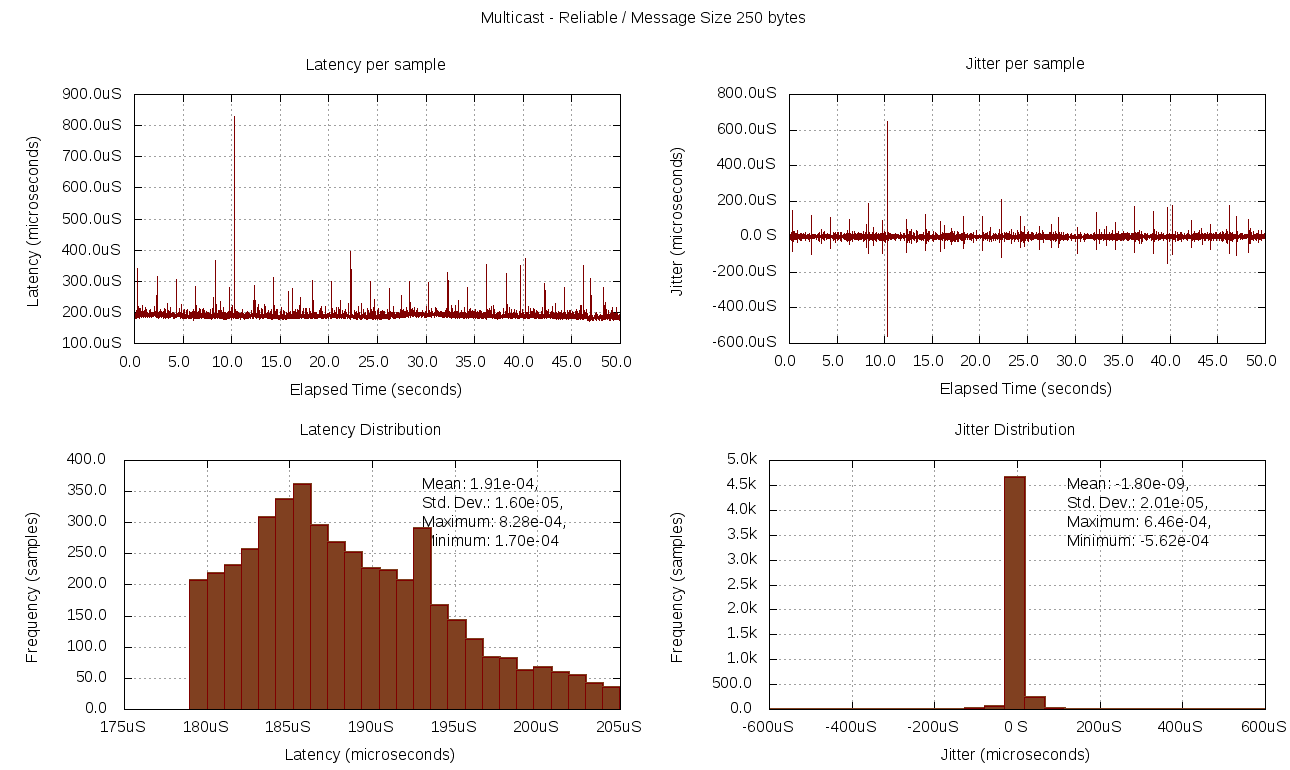 Multicast - Reliable / Message Size 250 bytes
Latency per sample
Latency (microseconds)
900.0uS
800.0uS
700.0uS
600.0uS
500.0uS
400.0uS
300.0uS
200.0uS
100.0uS
0.0 5.0 10.0 15.0 20.0 25.0 30.0 35.0 40.0 45.0 50.0
Elapsed Time (seconds)
Jitter per sample
Jitter (microseconds)
800.0uS
600.0uS
400.0uS
200.0uS
0.0 S
-200.0uS
-400.0uS
-600.0uS
0.0 5.0 10.0 15.0 20.0 25.0 30.0 35.0 40.0 45.0 50.0
Elapsed Time (seconds)
Latency Distribution
Frequency (samples)
400.0
350.0
300.0
250.0
200.0
150.0
100.0
50.0
0.0
Mean: 1.91e-04,
Std. Dev.: 1.60e-05,
Maximum: 8.28e-04,
Minimum: 1.70e-04
175uS 180uS 185uS 190uS 195uS 200uS 205uS
Latency (microseconds)
Jitter Distribution
Frequency (samples)
5.0k
4.5k
4.0k
3.5k
3.0k
2.5k
2.0k
1.5k
1.0k
500.0
0.0
Mean: -1.80e-09,
Std. Dev.: 2.01e-05,
Maximum: 6.46e-04,
Minimum: -5.62e-04
-600uS -400uS -200uS 0 S 200uS 400uS 600uS
Jitter (microseconds)